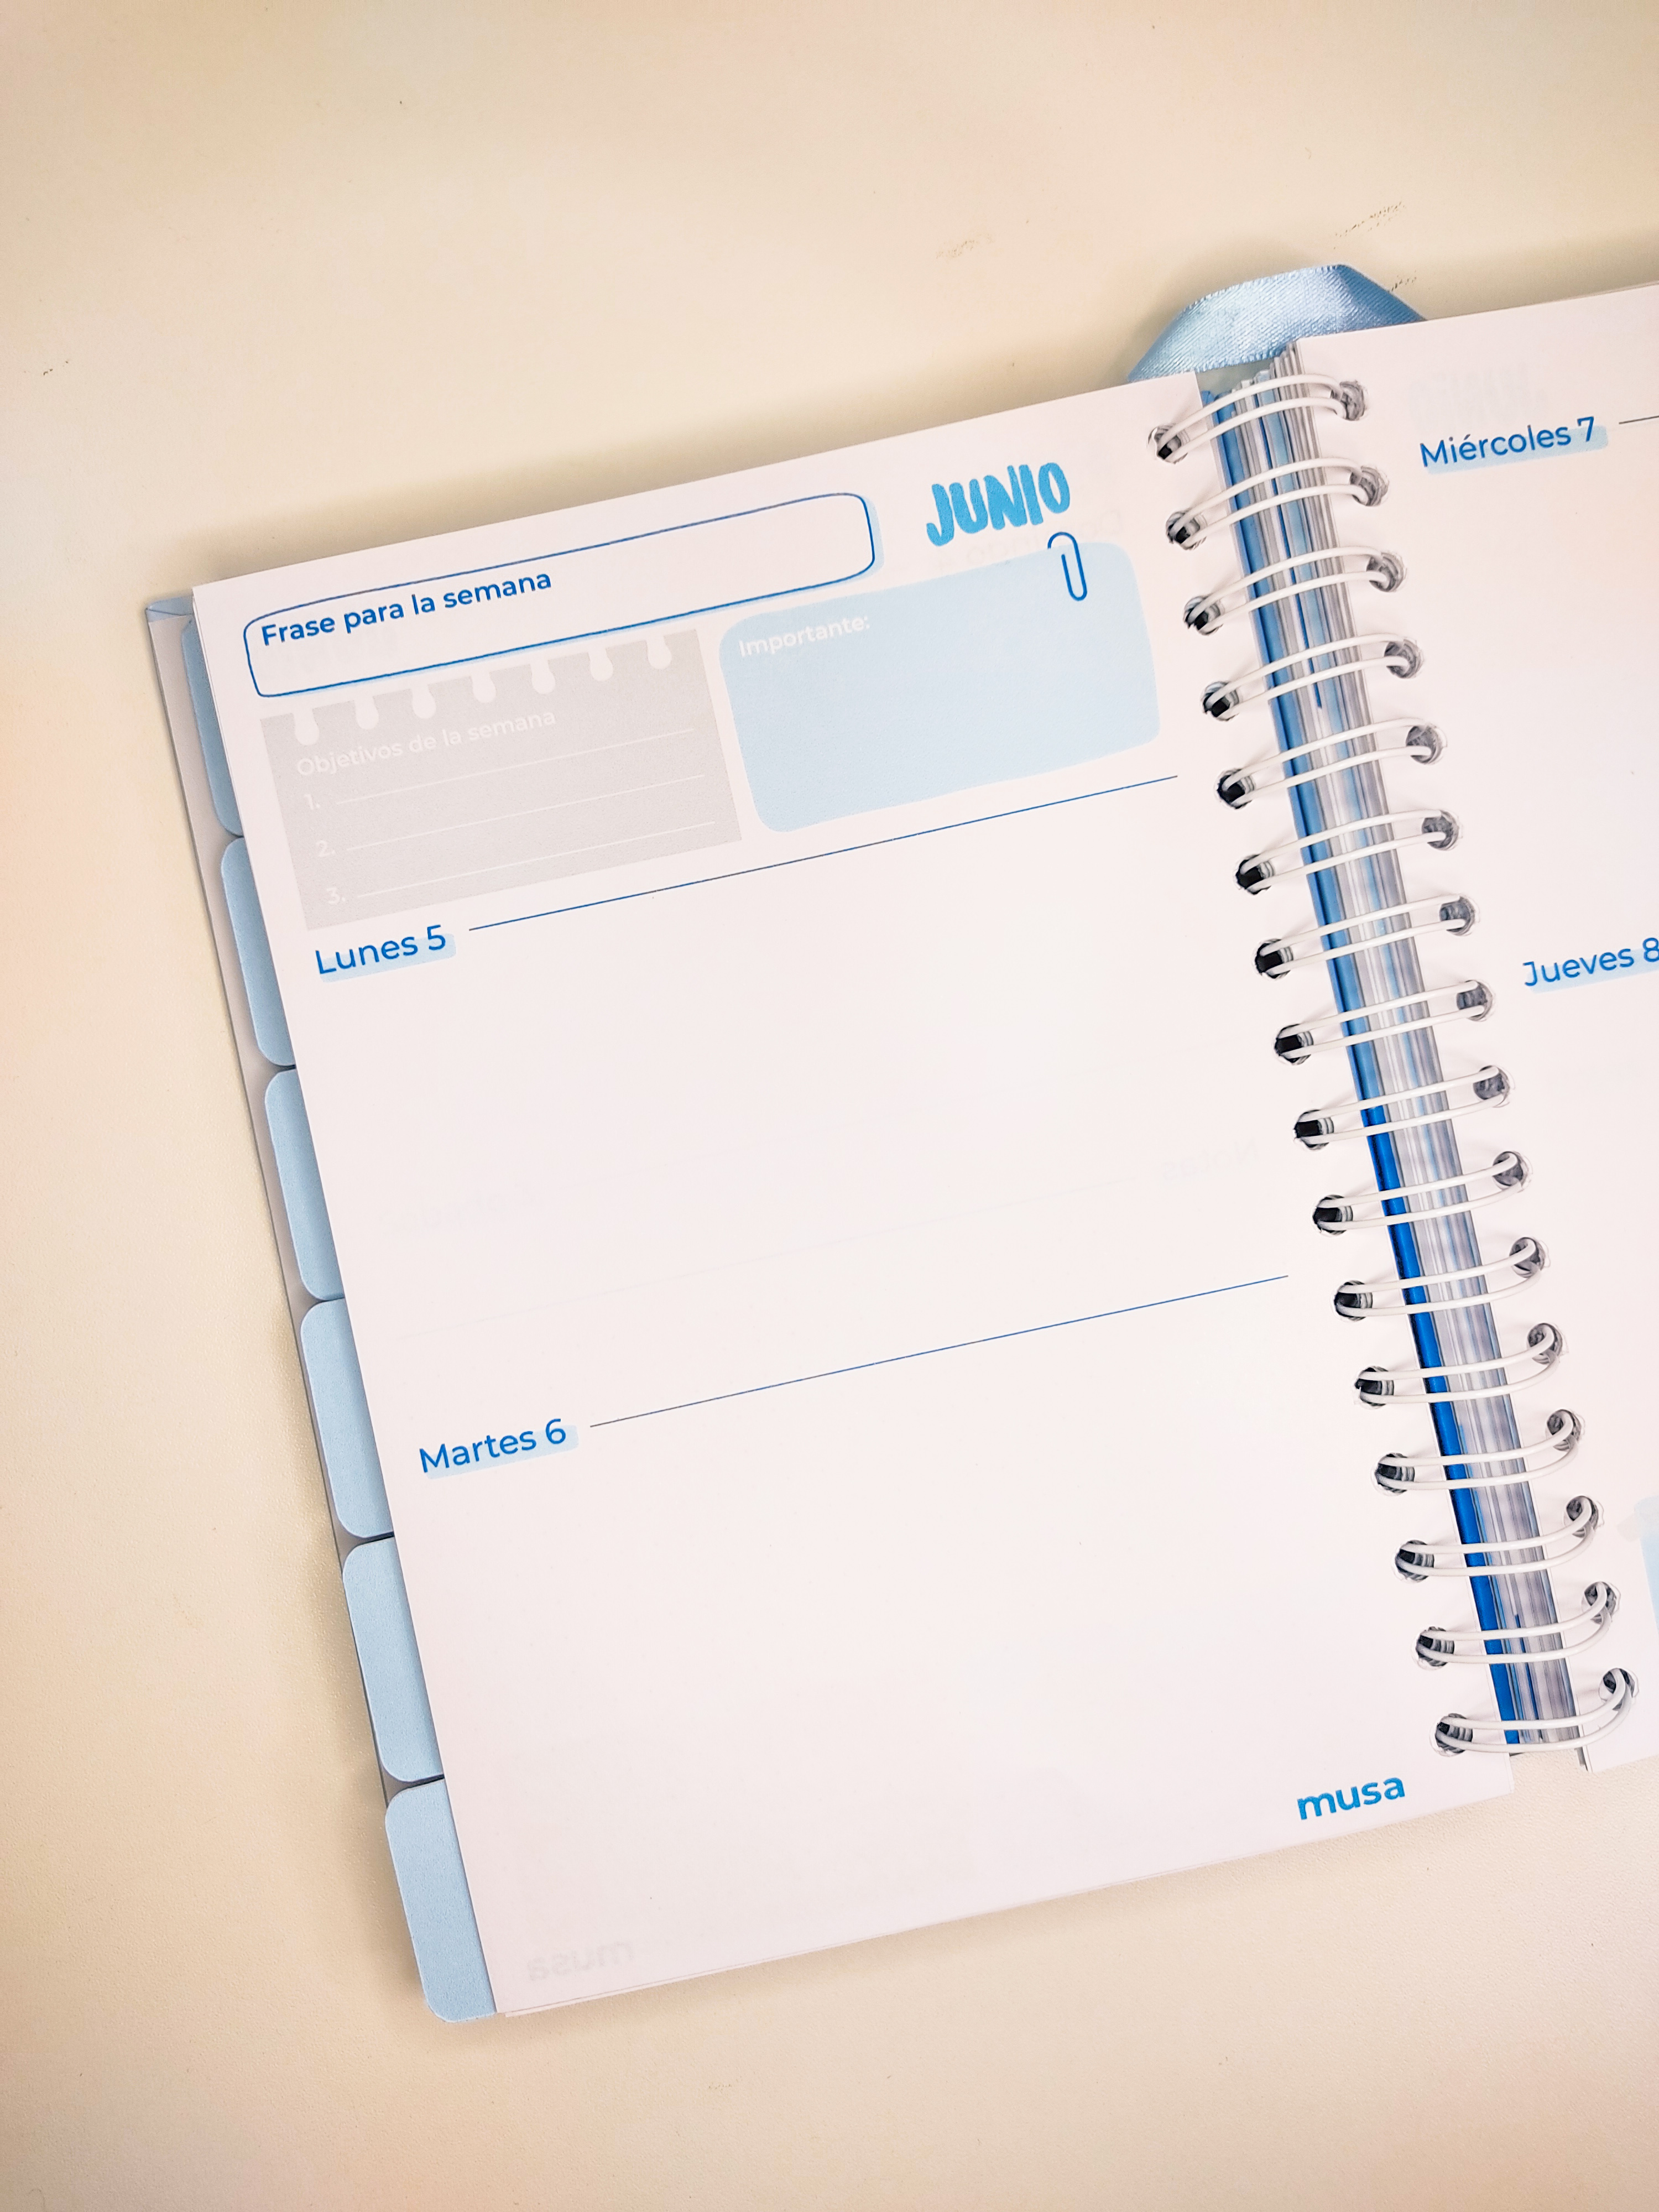 JUNIO
Frase para la semana
Importante:
Objetivos de la semana
1.
2.
3.
Lunes 5
Martes 6
musa
Miércoles 7
Jueves 8